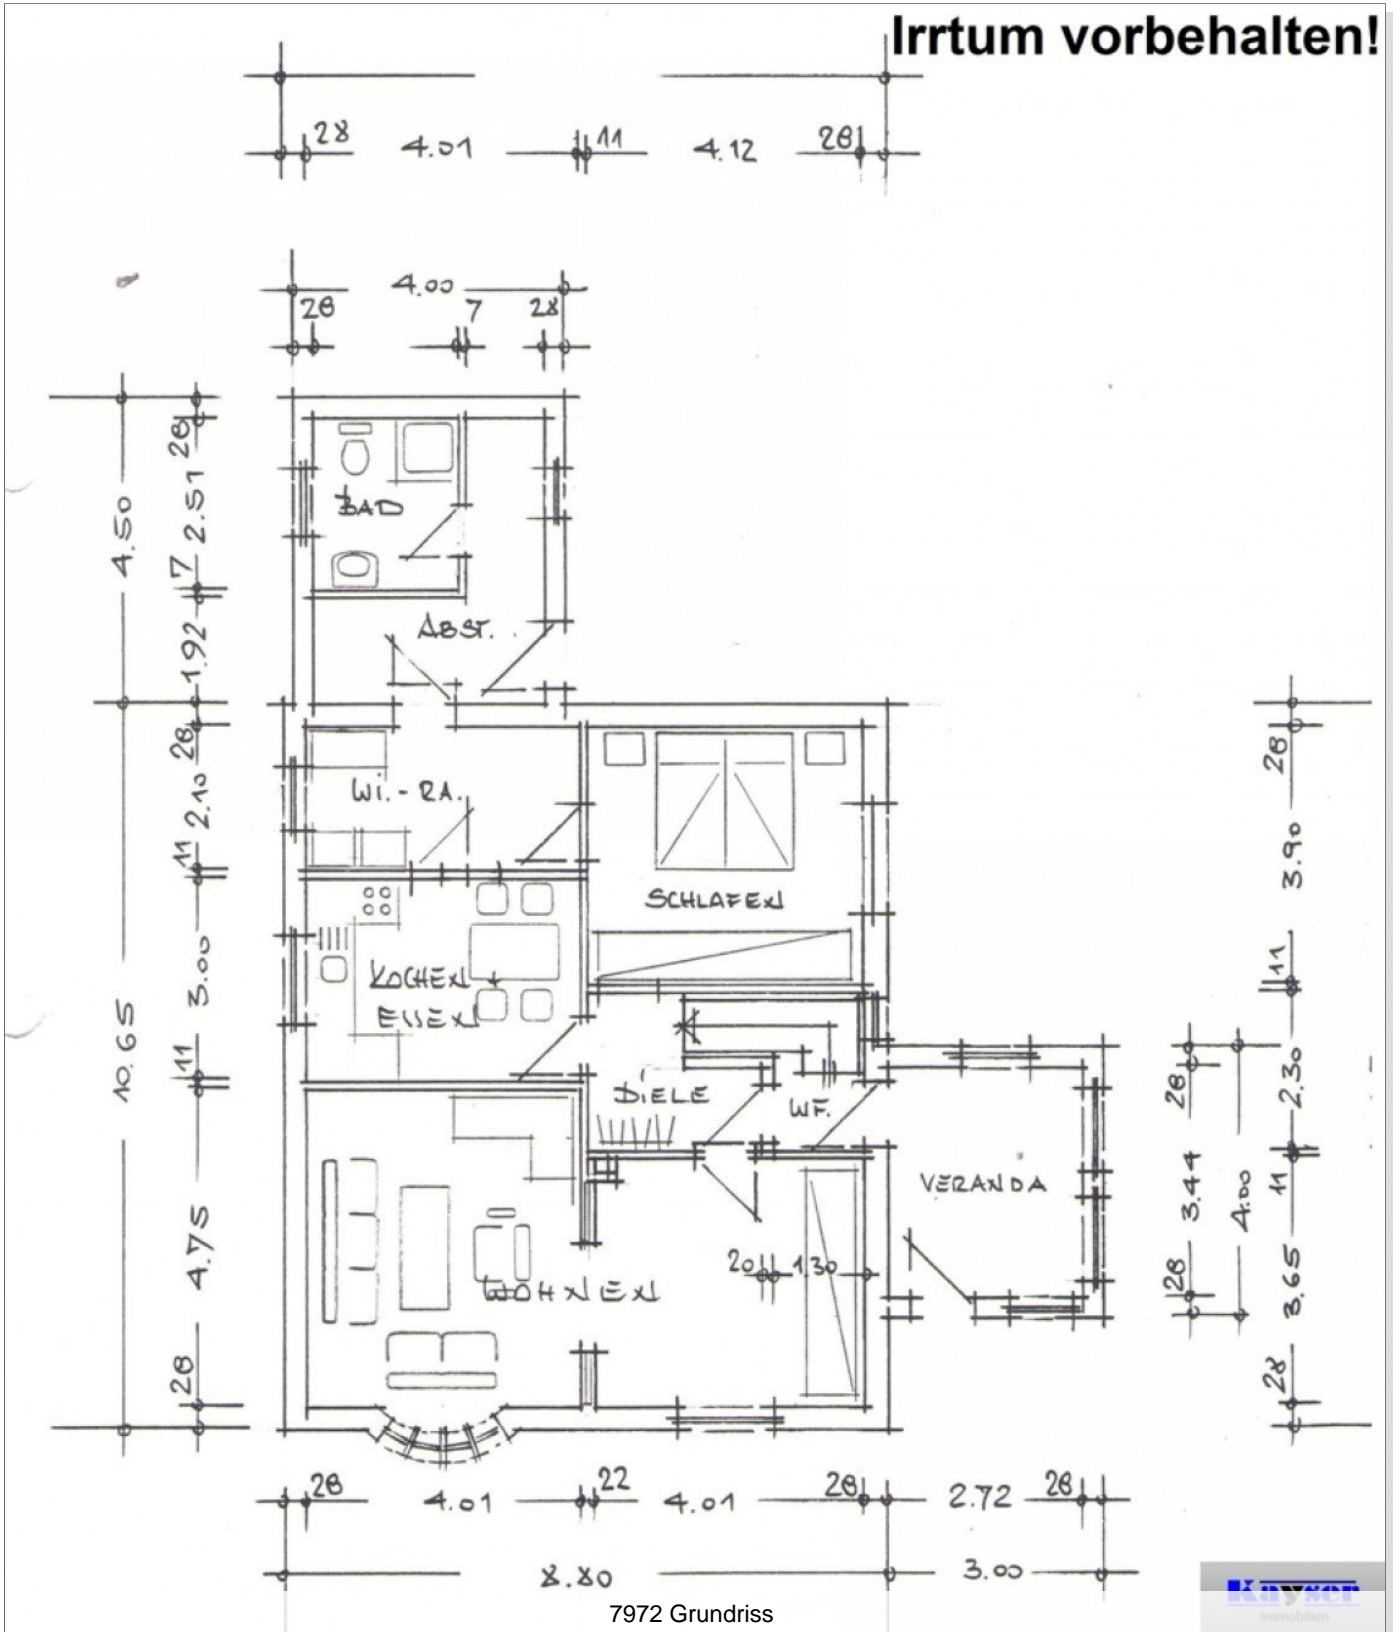 Irrtum vorbehalten!
28 4.01 11 4.12 28
4.00
28 7 28
4.50
28
2.51
7
1.92
BAD
ABST.
10.65
28
2.10
11
3.00
11
4.75
28
WI.-RA.
SCHLAFEN
KOCHEN +
ESSEN
DIELE
WF.
VERANDA
WOHNEN
20 1.30
28
3.90
11
2.30
11
3.65
28
28
3.44
28
4.00
28 4.01 22 4.01 28 2.72 28
8.80 3.00
7972 Grundriss
Kayser
Immobilien